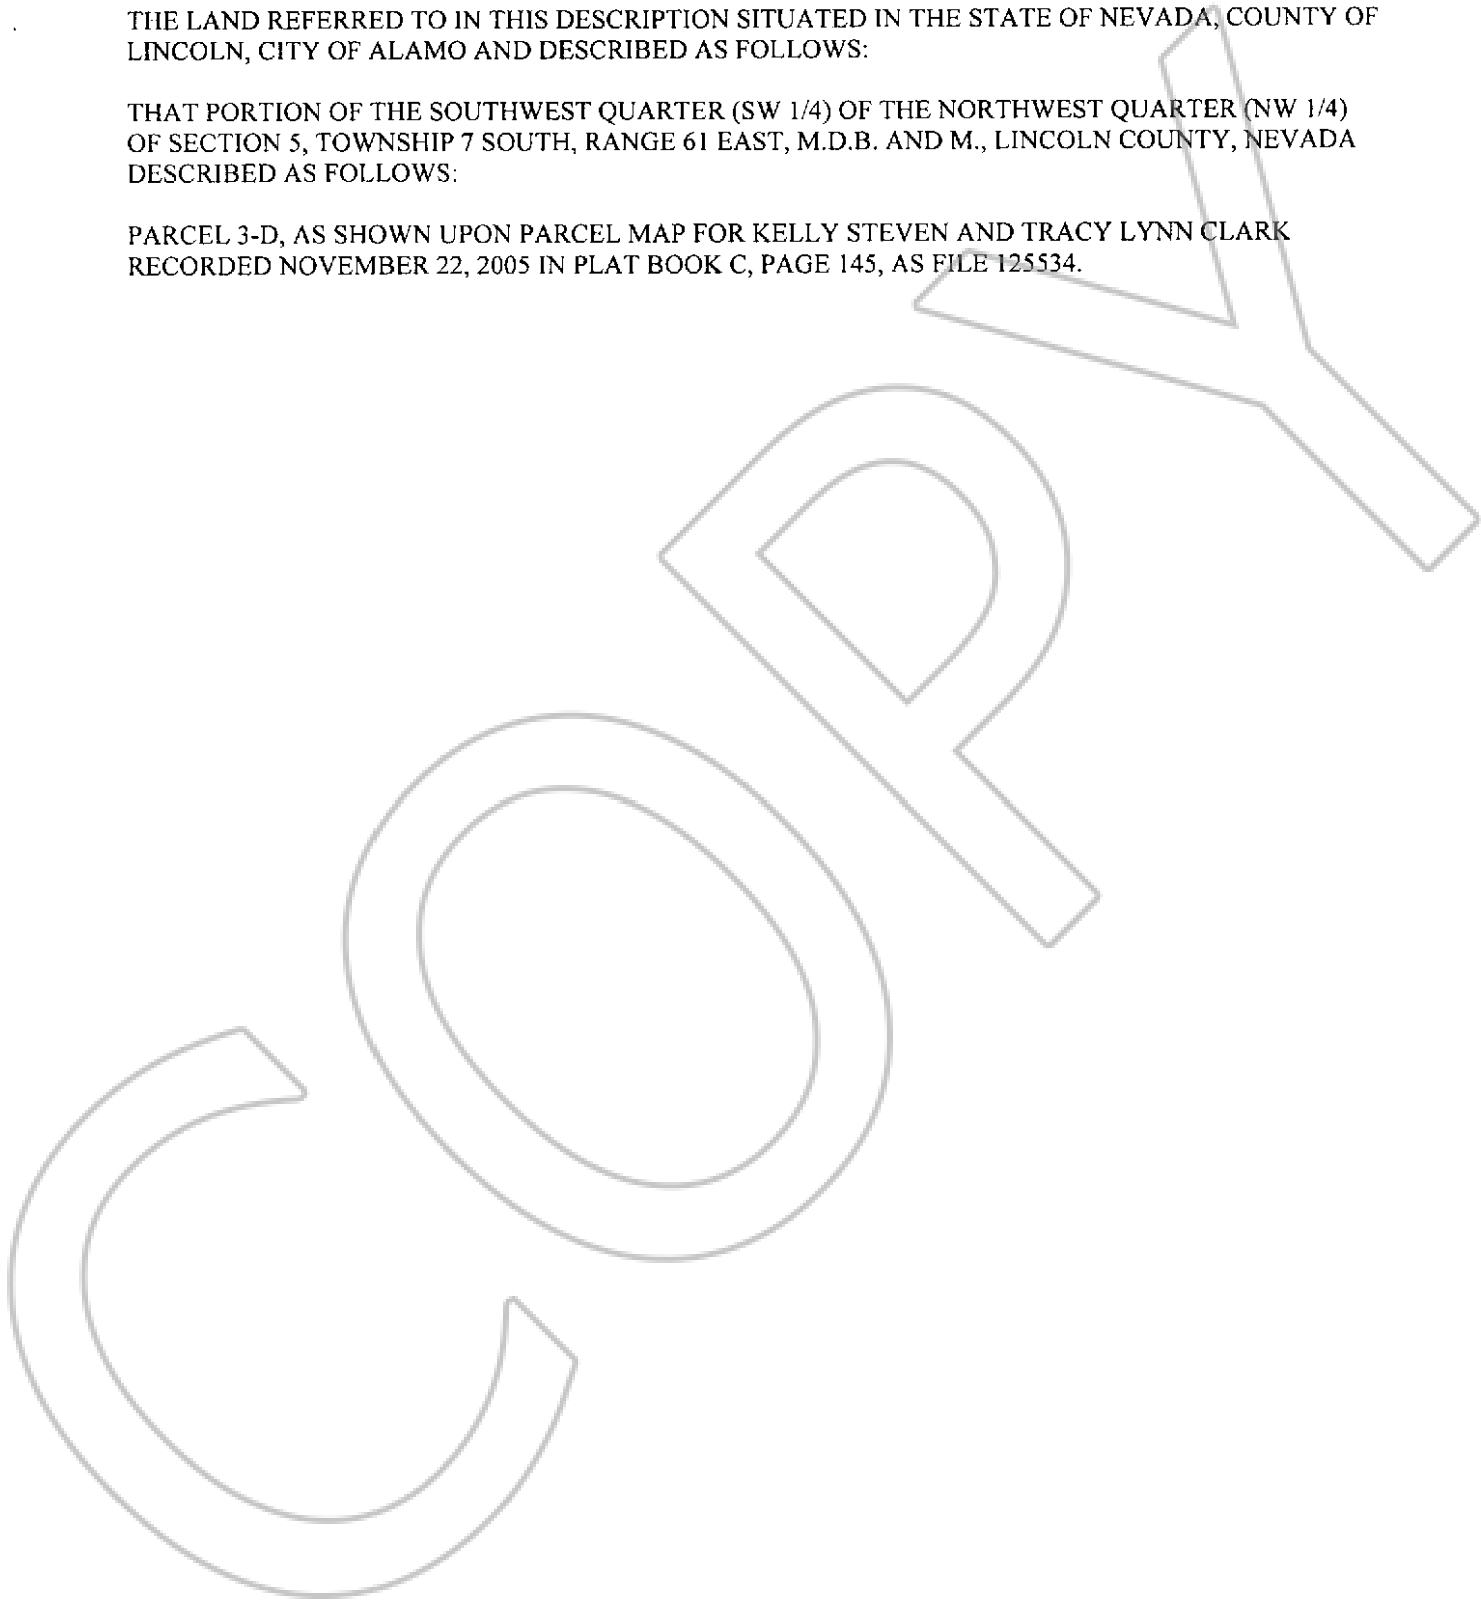 THE LAND REFERRED TO IN THIS DESCRIPTION SITUATED IN THE STATE OF NEVADA, COUNTY OF
LINCOLN, CITY OF ALAMO AND DESCRIBED AS FOLLOWS:
THAT PORTION OF THE SOUTHWEST QUARTER (SW 1/4) OF THE NORTHWEST QUARTER (NW 1/4)
OF SECTION 5, TOWNSHIP 7 SOUTH, RANGE 61 EAST, M.D.B. AND M., LINCOLN COUNTY, NEVADA
DESCRIBED AS FOLLOWS:
PARCEL 3-D, AS SHOWN UPON PARCEL MAP FOR KELLY STEVEN AND TRACY LYNN CLARK
RECORDED NOVEMBER 22, 2005 IN PLAT BOOK C, PAGE 145, AS FILE 125534.
COPY